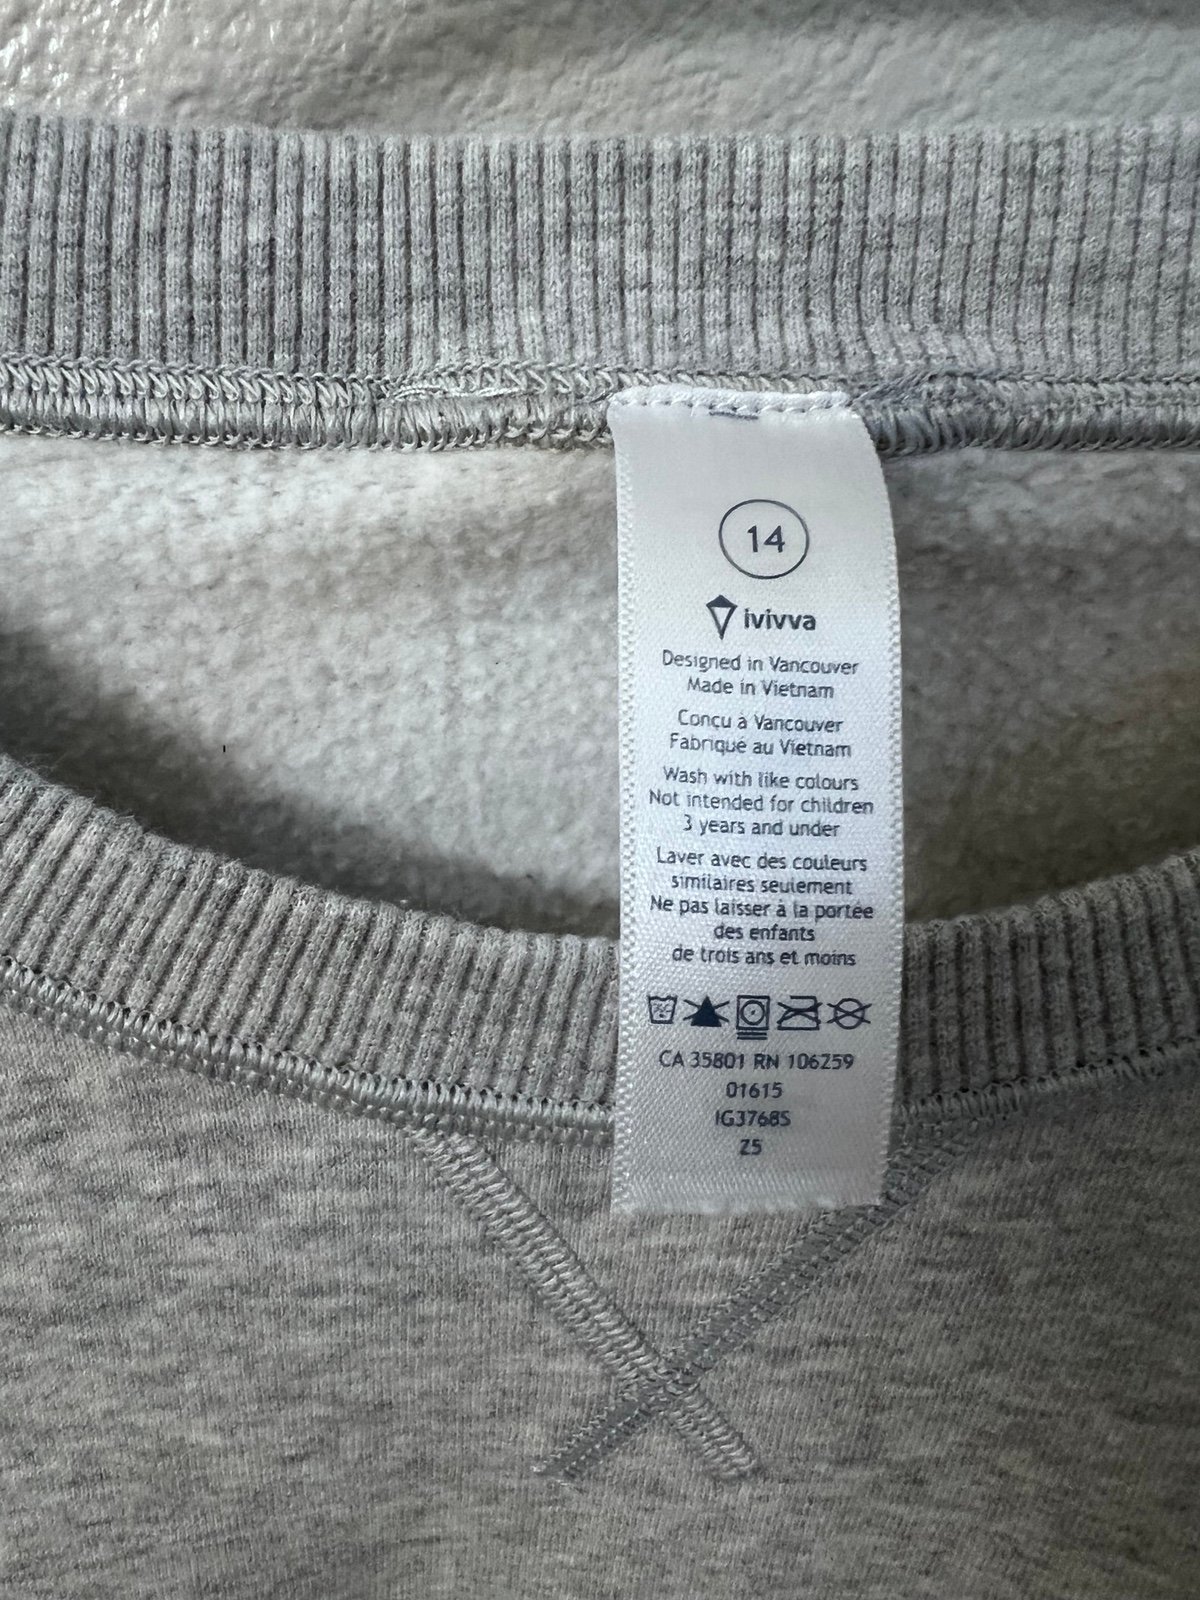 14
ivivva
Designed in Vancouver
Made in Vietnam
Conçu à Vancouver
Fabriqué au Vietnam
Wash with like colours
Not intended for children
3 years and under
Laver avec des couleurs
similaires seulement
Ne pas laisser à la portée
des enfants
de trois ans et moins
CA 35801 RN 106259
01615
IG3768S
Z5